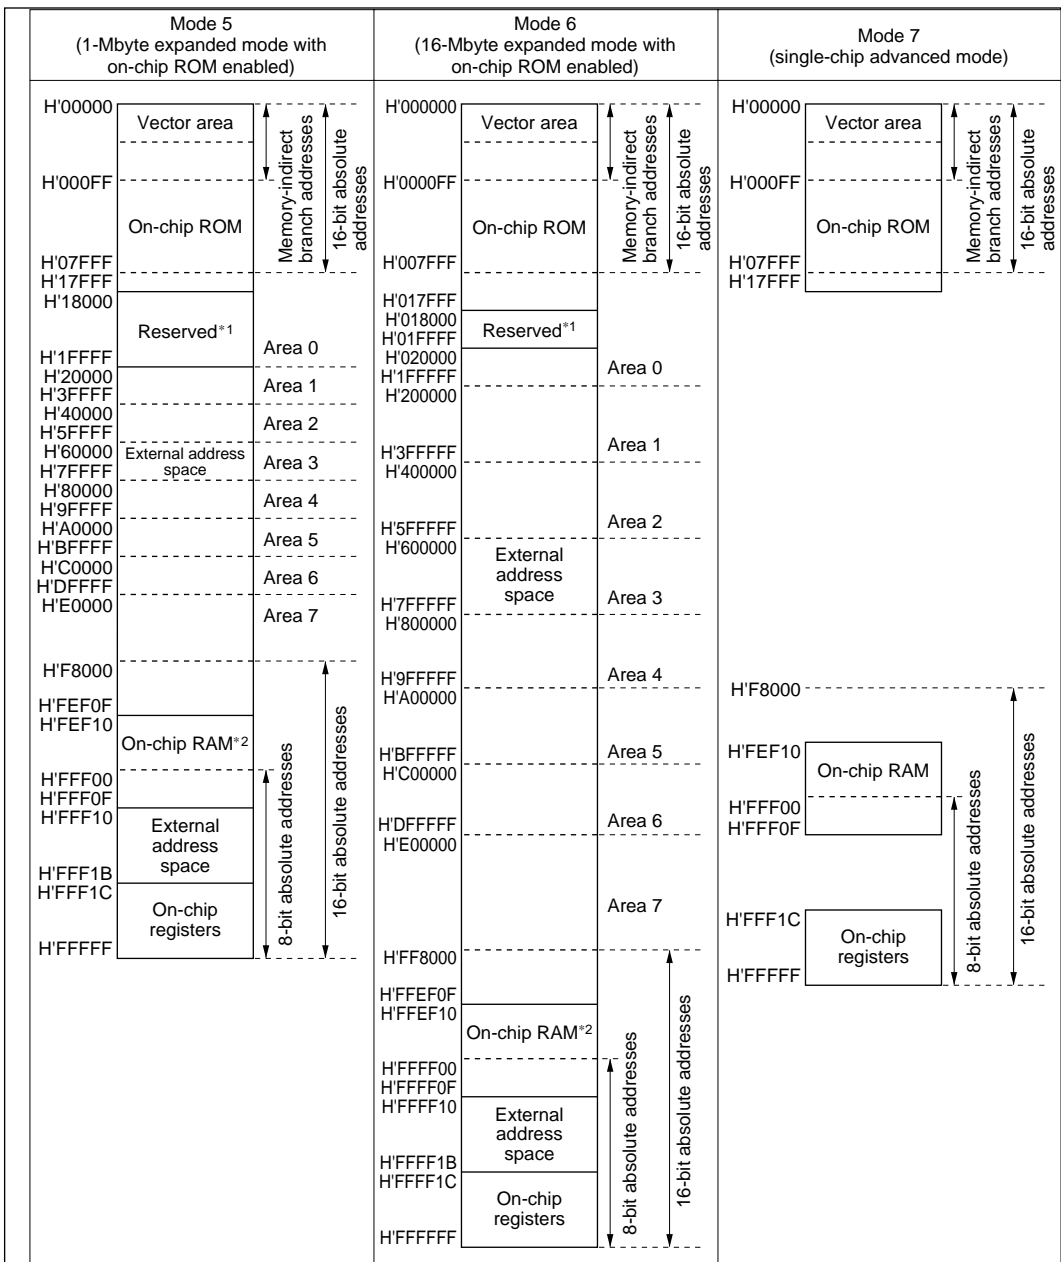 Mode 5
(1-Mbyte expanded mode with
on-chip ROM enabled)
H'00000
Vector area
H'000FF
On-chip ROM
H'07FFF
H'17FFF
H'18000
Reserved*1
H'1FFFF
H'20000
H'3FFFF
H'40000
H'5FFFF
H'60000
H'7FFFF
External address
space
H'80000
H'9FFFF
H'A0000
H'BFFFF
H'C0000
H'DFFFF
H'E0000
H'F8000
H'FEF0F
H'FEF10
On-chip RAM*2
H'FFF00
H'FFF0F
H'FFF10
External
address
space
H'FFF1B
H'FFF1C
On-chip
registers
H'FFFFF
Memory-indirect
branch addresses
16-bit absolute
addresses
Area 0
Area 1
Area 2
Area 3
Area 4
Area 5
Area 6
Area 7
8-bit absolute addresses
16-bit absolute addresses
Mode 6
(16-Mbyte expanded mode with
on-chip ROM enabled)
H'000000
Vector area
H'0000FF
On-chip ROM
H'007FFF
H'017FFF
H'018000
Reserved*1
H'01FFFF
H'020000
H'1FFFFF
H'200000
H'3FFFFF
H'400000
H'5FFFFF
H'600000
External
address
space
H'7FFFFF
H'800000
H'9FFFFF
H'A00000
H'BFFFFF
H'C00000
H'DFFFFF
H'E00000
H'FF8000
H'FFEF0F
H'FFEF10
On-chip RAM*2
H'FFFF00
H'FFFF0F
H'FFFF10
External
address
space
H'FFFF1B
H'FFFF1C
On-chip
registers
H'FFFFFF
Memory-indirect
branch addresses
16-bit absolute
addresses
Area 0
Area 1
Area 2
Area 3
Area 4
Area 5
Area 6
Area 7
8-bit absolute addresses
16-bit absolute addresses
Mode 7
(single-chip advanced mode)
H'00000
Vector area
H'000FF
On-chip ROM
H'07FFF
H'17FFF
Memory-indirect
branch addresses
16-bit absolute
addresses
H'F8000
H'FEF10
On-chip RAM
H'FFF00
H'FFF0F
H'FFF1C
On-chip
registers
H'FFFFF
8-bit absolute addresses
16-bit absolute addresses